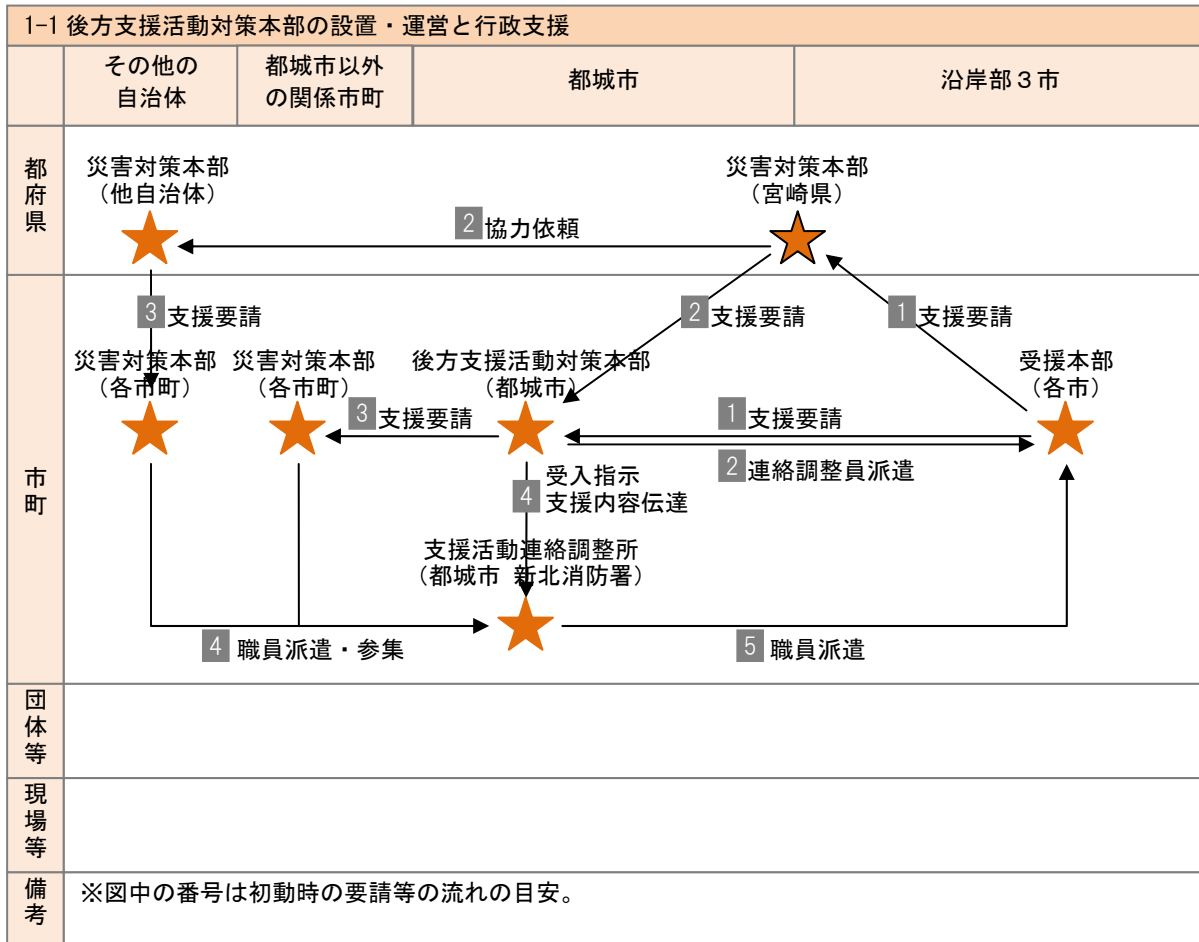 1-1 後方支援活動対策本部の設置・運営と行政支援
その他の
自治体
都城市以外
の関係市町
都城市
沿岸部３市
都府県
災害対策本部
（他自治体）
災害対策本部
（宮崎県）
2 協力依頼
市町
3 支援要請
2 支援要請
1 支援要請
災害対策本部
（各市町）
災害対策本部
（各市町）
後方支援活動対策本部
（都城市）
受援本部
（各市）
3 支援要請
1 支援要請
2 連絡調整員派遣
4 受入指示
支援内容伝達
支援活動連絡調整所
（都城市 新北消防署）
4 職員派遣・参集
5 職員派遣
団体等
現場等
備考
※図中の番号は初動時の要請等の流れの目安。